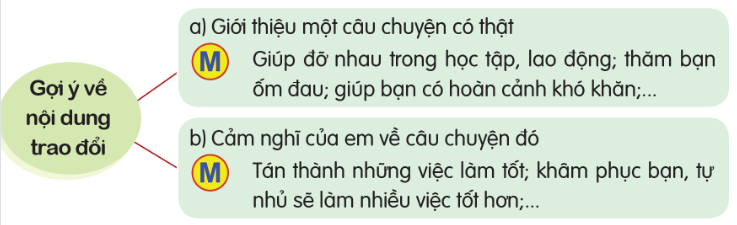 Gợi ý về
nội dung
trao đổi
a) Giới thiệu một câu chuyện có thật
M Giúp đỡ nhau trong học tập, lao động; thăm bạn
ốm đau; giúp bạn có hoàn cảnh khó khăn;...
b) Cảm nghĩ của em về câu chuyện đó
M Tán thành những việc làm tốt; khâm phục bạn, tự
nhủ sẽ làm nhiều việc tốt hơn;...